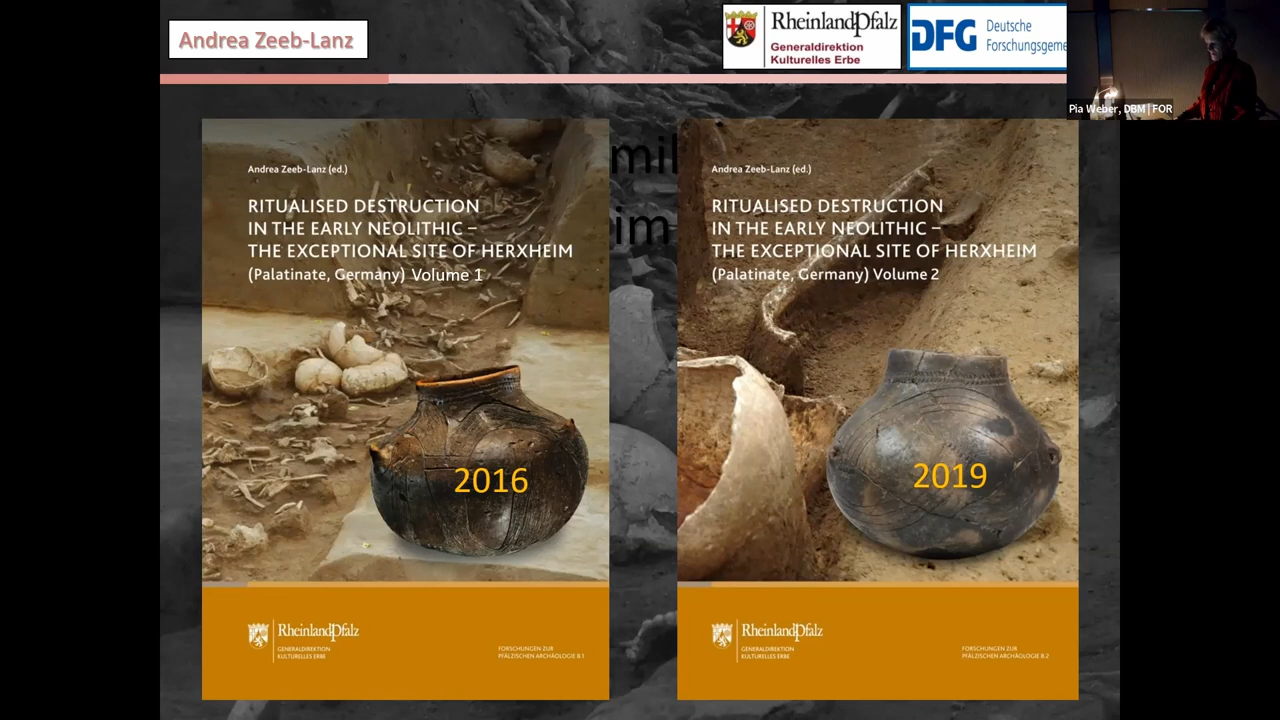 Andrea Zeeb-Lanz
RheinlandPfalz
Generaldirektion
Kulturelles Erbe
DFG
Deutsche
Forschungsgeme
Pia Weber, DBM | FOR
mil
im
Andrea Zeeb-Lanz (ed.)
RITUALISED DESTRUCTION
IN THE EARLY NEOLITHIC –
THE EXCEPTIONAL SITE OF HERXHEIM
(Palatinate, Germany) Volume 1
2016
RheinlandPfalz
GENERALDIREKTION
KULTURELLES ERBE
FORSCHUNGEN ZUR
PFÄLZISCHEN ARCHÄOLOGIE 8.1
Andrea Zeeb-Lanz (ed.)
RITUALISED DESTRUCTION
IN THE EARLY NEOLITHIC –
THE EXCEPTIONAL SITE OF HERXHEIM
(Palatinate, Germany) Volume 2
2019
RheinlandPfalz
GENERALDIREKTION
KULTURELLES ERBE
FORSCHUNGEN ZUR
PFÄLZISCHEN ARCHÄOLOGIE 8.2